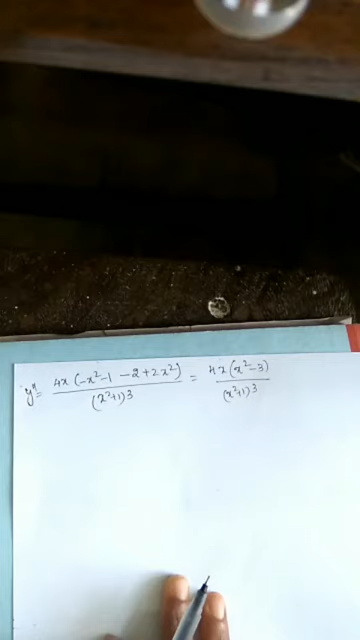 y'' = 4x(-x²-1-2+2x²)/(x²+1)³ = 4x(x²-3)/(x²+1)³